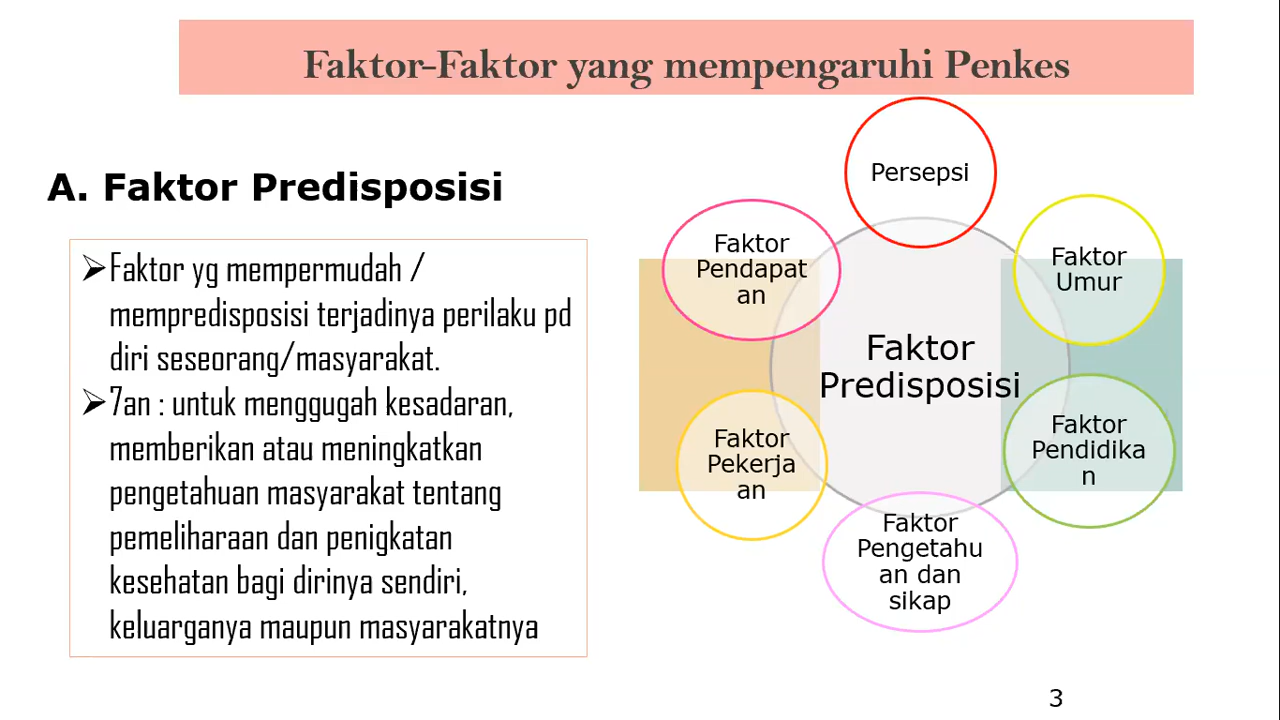 Faktor-Faktor yang mempengaruhi Penkes
A. Faktor Predisposisi
➢Faktor yg mempermudah /
mempredisposisi terjadinya perilaku pd
diri seseorang/masyarakat.
➢7an : untuk menggugah kesadaran,
memberikan atau meningkatkan
pengetahuan masyarakat tentang
pemeliharaan dan penigkatan
kesehatan bagi dirinya sendiri,
keluarganya maupun masyarakatnya
Persepsi
Faktor
Umur
Faktor
Pendidika
n
Faktor
Pengetahu
an dan
sikap
Faktor
Pekerja
an
Faktor
Pendapat
an
Faktor
Predisposisi
3